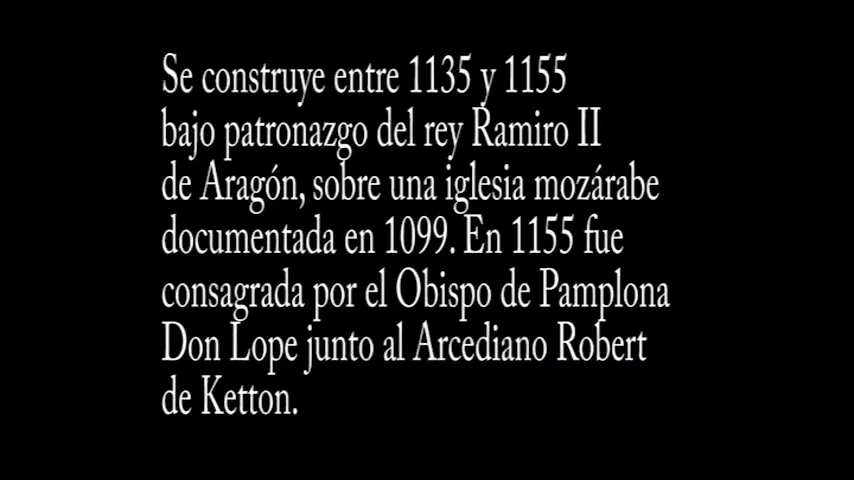 Se construye entre 1135 y 1155
bajo patronazgo del rey Ramiro II
de Aragón, sobre una iglesia mozárabe
documentada en 1099. En 1155 fue
consagrada por el Obispo de Pamplona
Don Lope junto al Arcediano Robert
de Ketton.